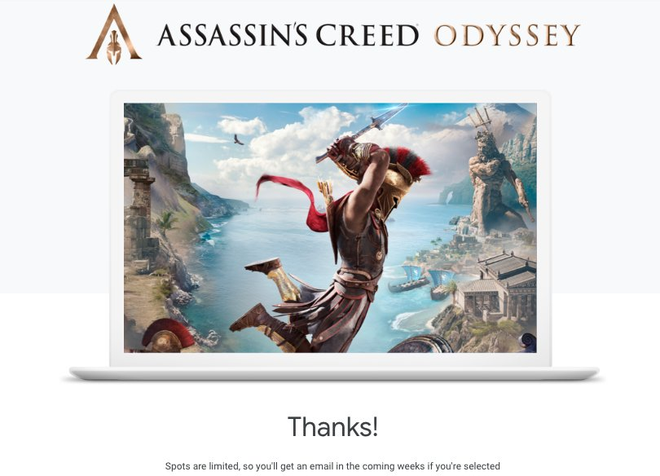 ASSASSIN'S CREED ODYSSEY
Thanks!
Spots are limited, so you'll get an email in the coming weeks if you're selected